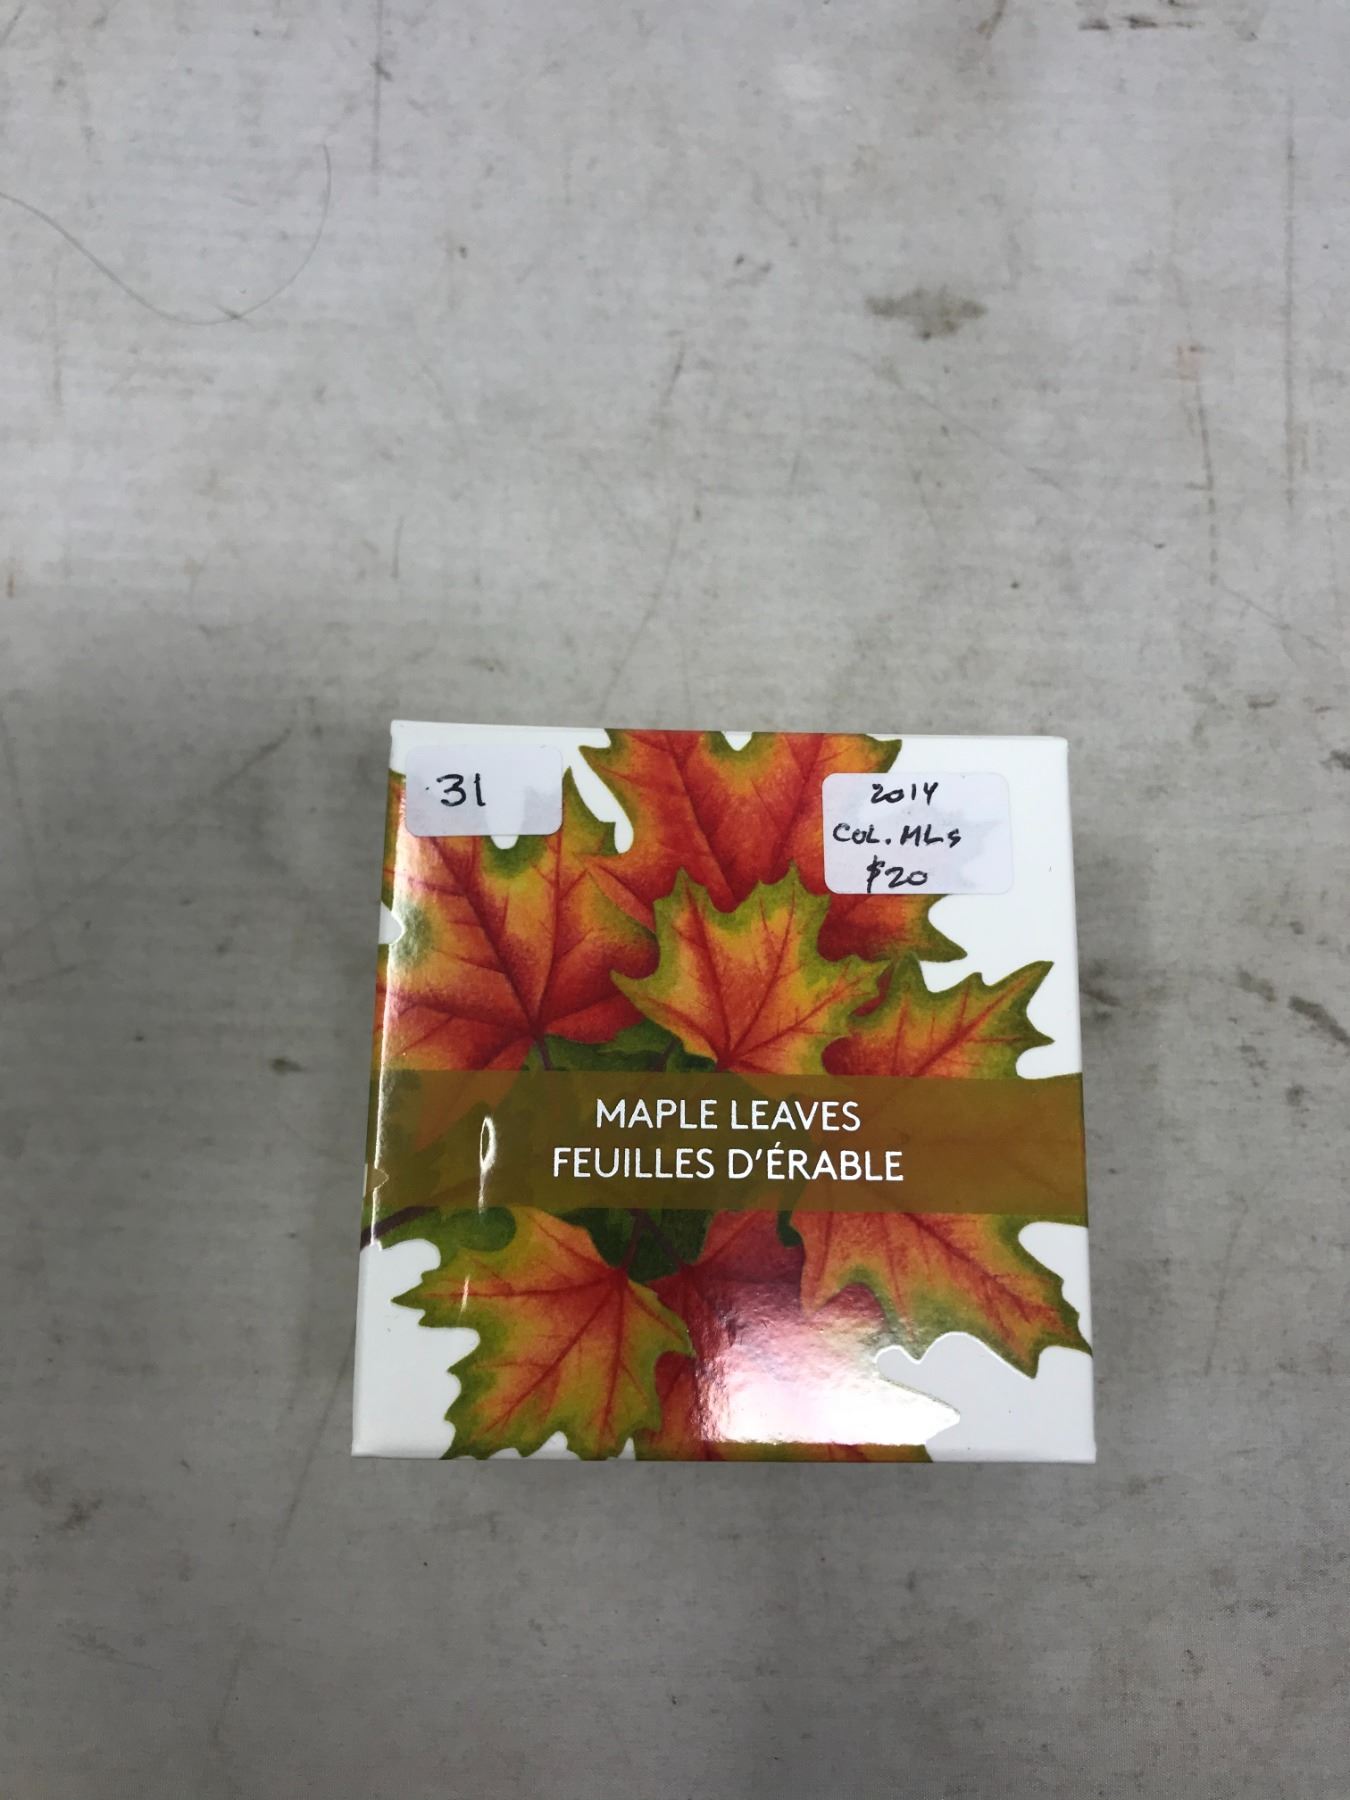 31
2014
COL. MLs
$20
MAPLE LEAVES
FEUILLES D'ÉRABLE